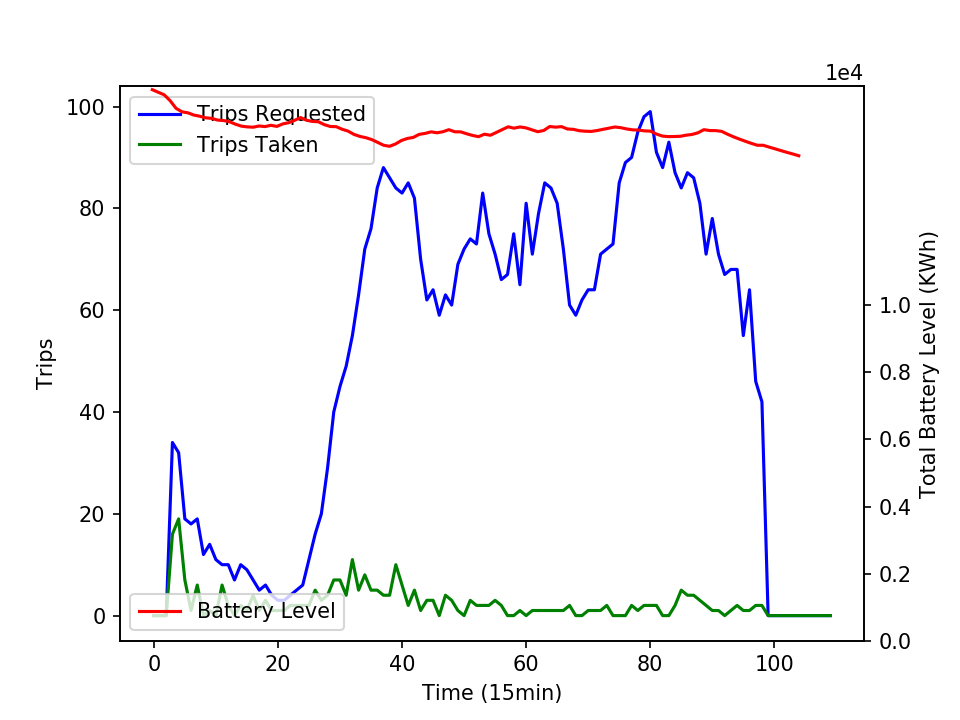 1e4
100
80
60
40
20
0
Trips
Trips Requested
Trips Taken
Battery Level
1.0
0.8
0.6
0.4
0.2
0.0
Total Battery Level (KWh)
0 20 40 60 80 100
Time (15min)